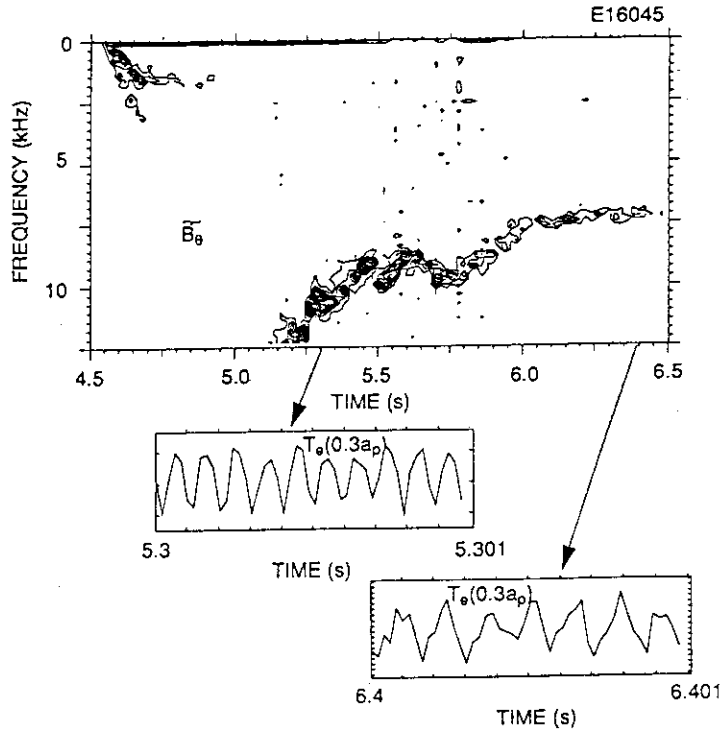 E16045
0
5
10
FREQUENCY (kHz)
B̃θ
4.5 5.0 5.5 6.0 6.5
TIME (s)
Te(0.3ap)
5.3 5.301
TIME (s)
Te(0.3ap)
6.4 6.401
TIME (s)